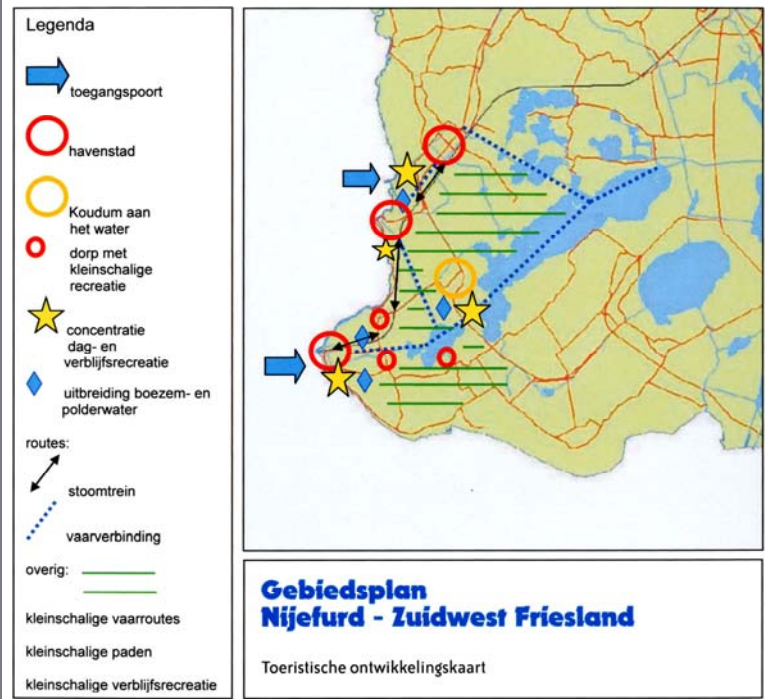 Legenda
toegangspoort
havenstad
Koudum aan
het water
dorp met
kleinschalige
recreatie
concentratie
dag- en
verblijfsrecreatie
uitbreiding boezem- en
polderwater
routes:
stoomtrein
vaarverbinding
overig:
kleinschalige vaarroutes
kleinschalige paden
kleinschalige verblijfsrecreatie
Gebiedsplan
Nijefurd - Zuidwest Friesland
Toeristische ontwikkelingskaart